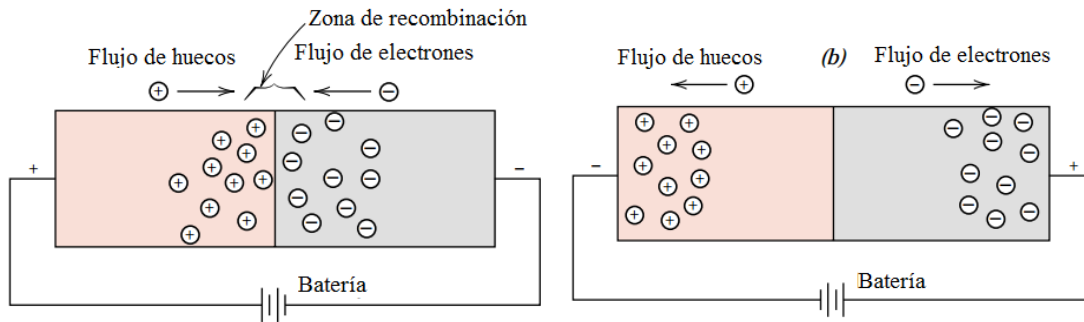 Zona de recombinación
Flujo de huecos
Flujo de electrones
+
−
Batería
Flujo de huecos
(b)
Flujo de electrones
−
+
Batería